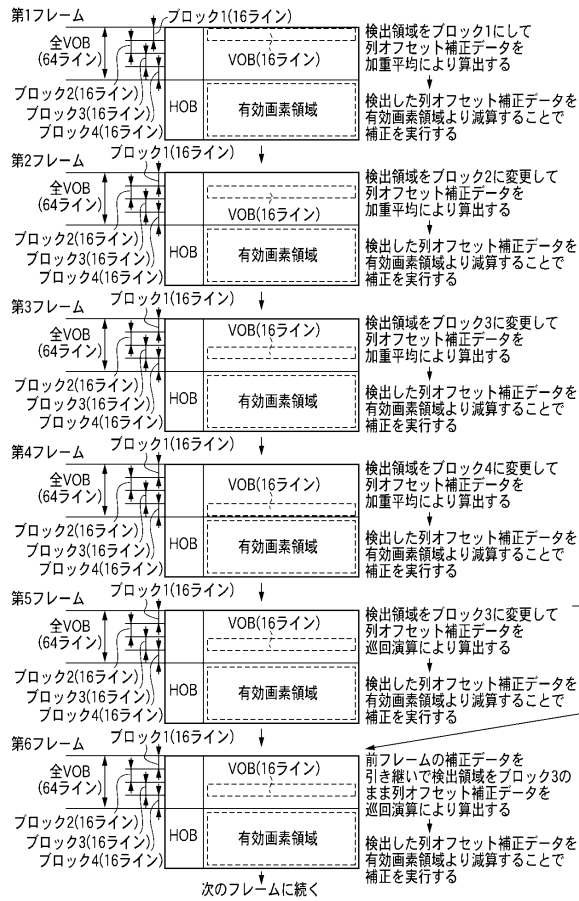 第1フレーム
ブロック1(16ライン)
全VOB
(64ライン)
VOB(16ライン)
ブロック2(16ライン)
ブロック3(16ライン)
ブロック4(16ライン)
HOB
有効画素領域
検出領域をブロック1にして
列オフセット補正データを
加重平均により算出する
検出した列オフセット補正データを
有効画素領域より減算することで
補正を実行する
第2フレーム
ブロック1(16ライン)
全VOB
(64ライン)
VOB(16ライン)
ブロック2(16ライン)
ブロック3(16ライン)
ブロック4(16ライン)
HOB
有効画素領域
検出領域をブロック2に変更して
列オフセット補正データを
加重平均により算出する
検出した列オフセット補正データを
有効画素領域より減算することで
補正を実行する
第3フレーム
ブロック1(16ライン)
全VOB
(64ライン)
VOB(16ライン)
ブロック2(16ライン)
ブロック3(16ライン)
ブロック4(16ライン)
HOB
有効画素領域
検出領域をブロック3に変更して
列オフセット補正データを
加重平均により算出する
検出した列オフセット補正データを
有効画素領域より減算することで
補正を実行する
第4フレーム
ブロック1(16ライン)
全VOB
(64ライン)
VOB(16ライン)
ブロック2(16ライン)
ブロック3(16ライン)
ブロック4(16ライン)
HOB
有効画素領域
検出領域をブロック4に変更して
列オフセット補正データを
加重平均により算出する
検出した列オフセット補正データを
有効画素領域より減算することで
補正を実行する
第5フレーム
ブロック1(16ライン)
全VOB
(64ライン)
VOB(16ライン)
ブロック2(16ライン)
ブロック3(16ライン)
ブロック4(16ライン)
HOB
有効画素領域
検出領域をブロック3に変更して
列オフセット補正データを
巡回演算により算出する
検出した列オフセット補正データを
有効画素領域より減算することで
補正を実行する
第6フレーム
ブロック1(16ライン)
全VOB
(64ライン)
VOB(16ライン)
ブロック2(16ライン)
ブロック3(16ライン)
ブロック4(16ライン)
HOB
有効画素領域
前フレームの補正データを
引き継いで検出領域をブロック3の
まま列オフセット補正データを
巡回演算により算出する
検出した列オフセット補正データを
有効画素領域より減算することで
補正を実行する
次のフレームに続く